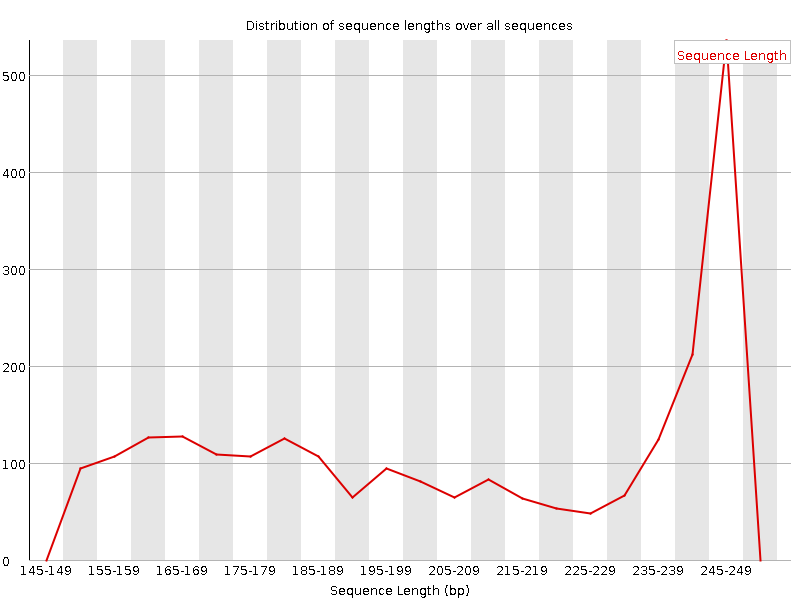 Distribution of sequence lengths over all sequences
Sequence Length
500
400
300
200
100
0
145-149 155-159 165-169 175-179 185-189 195-199 205-209 215-219 225-229 235-239 245-249
Sequence Length (bp)